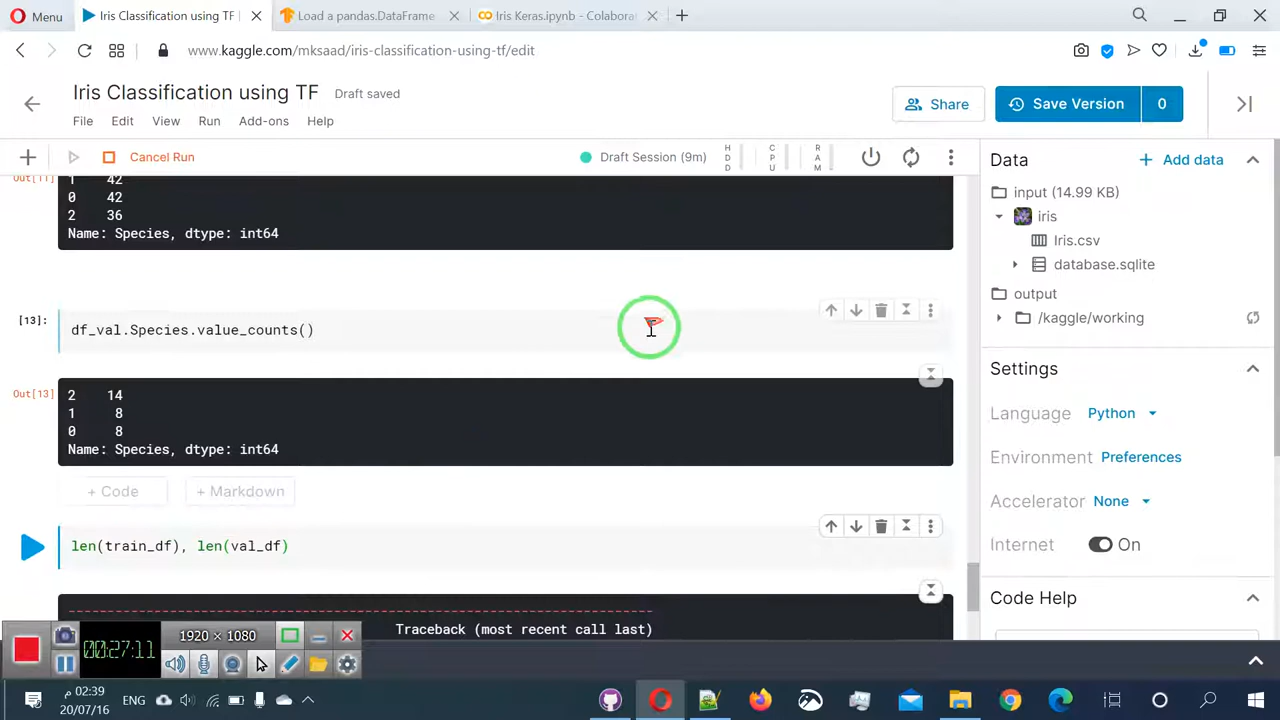 Menu
Iris Classification using TF
Load a pandas.DataFrame
Iris Keras.ipynb - Colaborat
www.kaggle.com/mksaad/iris-classification-using-tf/edit
Iris Classification using TF
Draft saved
File
Edit
View
Run
Add-ons
Help
Share
Save Version
0
Cancel Run
Draft Session (9m)
HDD
CPU
RAM
Out[11]
1 42
0 42
2 36
Name: Species, dtype: int64
[13]:
df_val.Species.value_counts()
Out[13]
2 14
1 8
0 8
Name: Species, dtype: int64
+ Code
+ Markdown
len(train_df), len(val_df)
---------------------------------------------------------------------------
Traceback (most recent call last)
Data
+ Add data
input (14.99 KB)
iris
Iris.csv
database.sqlite
output
/kaggle/working
Settings
Language
Python
Environment
Preferences
Accelerator
None
Internet
On
Code Help
00:27:11
1920 × 1080
ENG
02:39 م
20/07/16